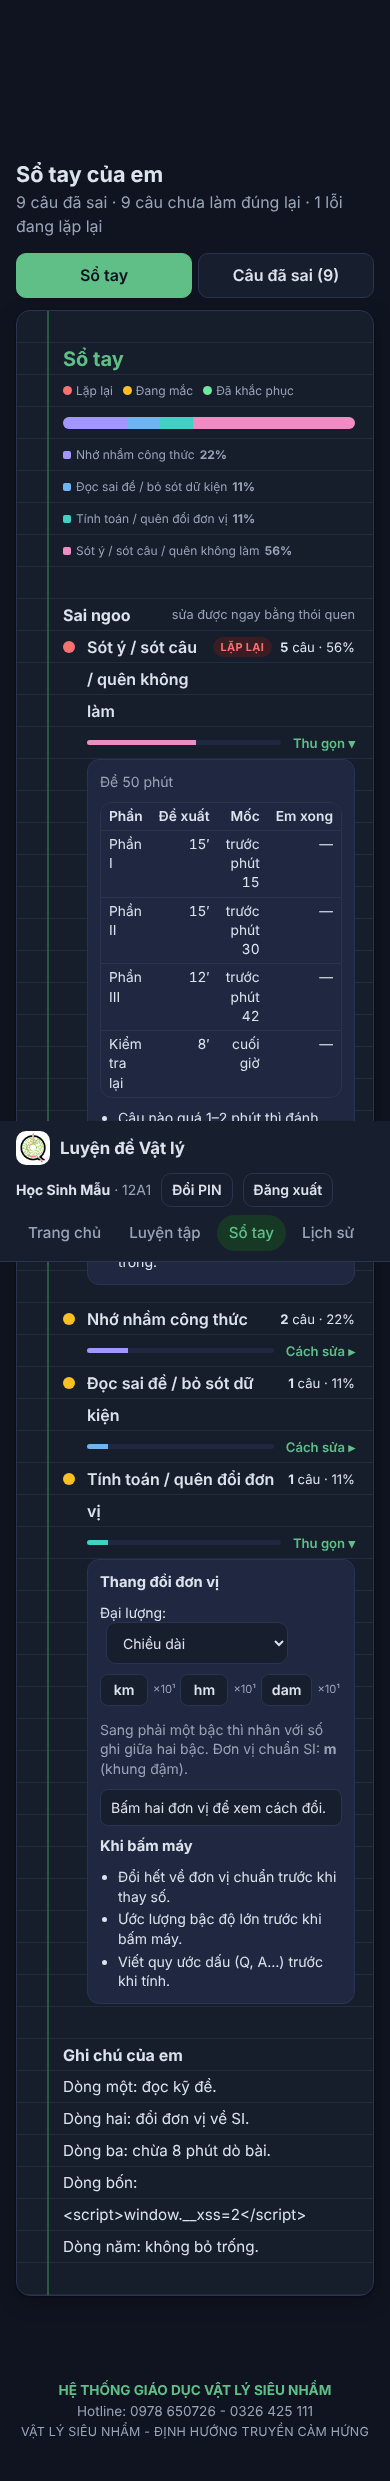 Sổ tay của em
9 câu đã sai · 9 câu chưa làm đúng lại · 1 lỗi
đang lặp lại
Sổ tay
Câu đã sai (9)
Sổ tay
Lặp lại Đang mắc Đã khắc phục
Nhớ nhầm công thức 22%
Đọc sai đề / bỏ sót dữ kiện 11%
Tính toán / quên đổi đơn vị 11%
Sót ý / sót câu / quên không làm 56%
Sai ngoo sửa được ngay bằng thói quen
Sót ý / sót câu LẶP LẠI 5 câu · 56%
/ quên không
làm
Thu gọn ▾
Đề 50 phút
Phần Đề xuất Mốc Em xong
Phần 15′ trước —
I phút
15
Phần 15′ trước —
II phút
30
Phần 12′ trước —
III phút
42
Kiểm 8′ cuối —
tra giờ
lại
Câu nào quá 1–2 phút thì đánh
Luyện đề Vật lý
Học Sinh Mẫu · 12A1 Đổi PIN Đăng xuất
Trang chủ Luyện tập Sổ tay Lịch sử
trong.
Nhớ nhầm công thức 2 câu · 22%
Cách sửa ▸
Đọc sai đề / bỏ sót dữ 1 câu · 11%
kiện
Cách sửa ▸
Tính toán / quên đổi đơn 1 câu · 11%
vị
Thu gọn ▾
Thang đổi đơn vị
Đại lượng:
Chiều dài
km ×10¹ hm ×10¹ dam ×10¹
Sang phải một bậc thì nhân với số
ghi giữa hai bậc. Đơn vị chuẩn SI: m
(khung đậm).
Bấm hai đơn vị để xem cách đổi.
Khi bấm máy
Đổi hết về đơn vị chuẩn trước khi
thay số.
Ước lượng bậc độ lớn trước khi
bấm máy.
Viết quy ước dấu (Q, A…) trước
khi tính.
Ghi chú của em
Dòng một: đọc kỹ đề.
Dòng hai: đổi đơn vị về SI.
Dòng ba: chừa 8 phút dò bài.
Dòng bốn:
&lt;script&gt;window.__xss=2&lt;/script&gt;
Dòng năm: không bỏ trống.
HỆ THỐNG GIÁO DỤC VẬT LÝ SIÊU NHẨM
Hotline: 0978 650726 - 0326 425 111
VẬT LÝ SIÊU NHẨM - ĐỊNH HƯỚNG TRUYỀN CẢM HỨNG